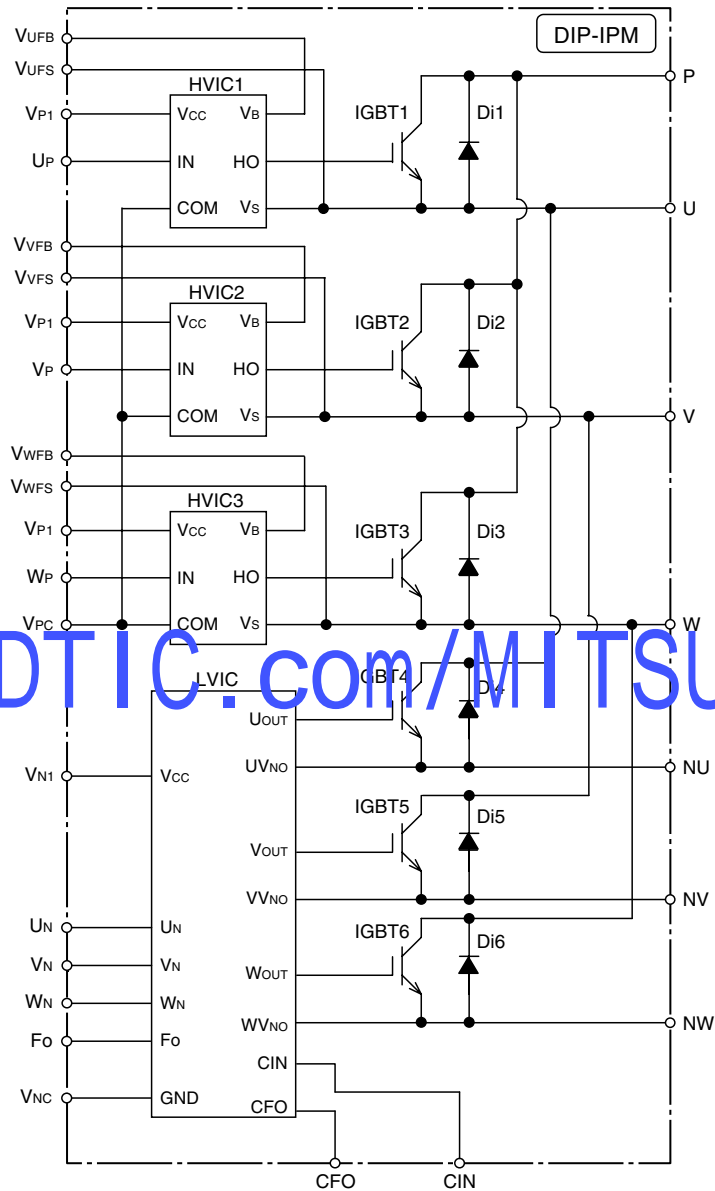 VUFB
DIP-IPM
VUFS
HVIC1
P
VP1
VCC
VB
IGBT1
Di1
UP
IN
HO
COM
VS
U
VVFB
VVFS
HVIC2
VP1
VCC
VB
IGBT2
Di2
VP
IN
HO
COM
VS
V
VWFB
VWFS
HVIC3
VP1
VCC
VB
IGBT3
Di3
WP
IN
HO
VPC
COM
VS
W
DTIC.com/MITSU
LVIC
IGBT4
Di4
UOUT
VN1
VCC
UVNO
NU
IGBT5
Di5
VOUT
VVNO
NV
UN
UN
IGBT6
Di6
VN
VN
WOUT
WN
WN
WVNO
NW
Fo
Fo
CIN
VNC
GND
CFO
CFO
CIN